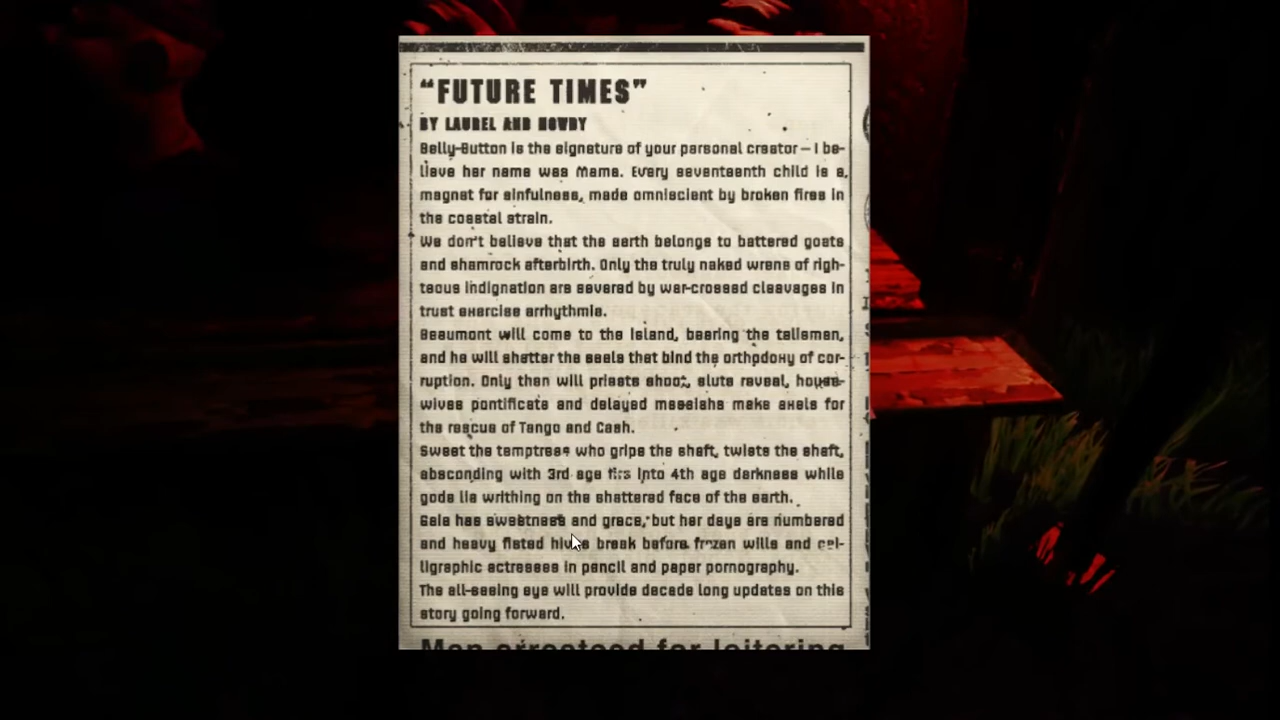 “FUTURE TIMES”
BY LAUREL AND HOWDY
Belly-Button is the signature of your personal creator — I be-
lieve her name was Mama. Every seventeenth child is a,
magnet for sinfulness, made omniscient by broken fires in
the coastal strain.
We don't believe that the earth belongs to battered goats
and shamrock afterbirth. Only the truly naked wrens of righ-
teous indignation are severed by war-crossed cleavages in
trust exercise arrhythmia.
Beaumont will come to the island, bearing the talisman,
and he will shatter the seals that bind the orthodoxy of cor-
ruption. Only then will priests shoot, sluts reveal, house-
wives pontificate and delayed messiahs make axels for
the rescue of Tango and Cash.
Sweet the temptress who grips the shaft, twists the shaft,
absconding with 3rd age fire into 4th age darkness while
gods lie writhing on the shattered face of the earth.
Gale has sweetness and grace, but her days are numbered
and heavy fisted hives break before frozen wills and cal-
ligraphic actresses in pencil and paper pornography.
The all-seeing eye will provide decade long updates on this
story going forward.
Man arrested for loitering